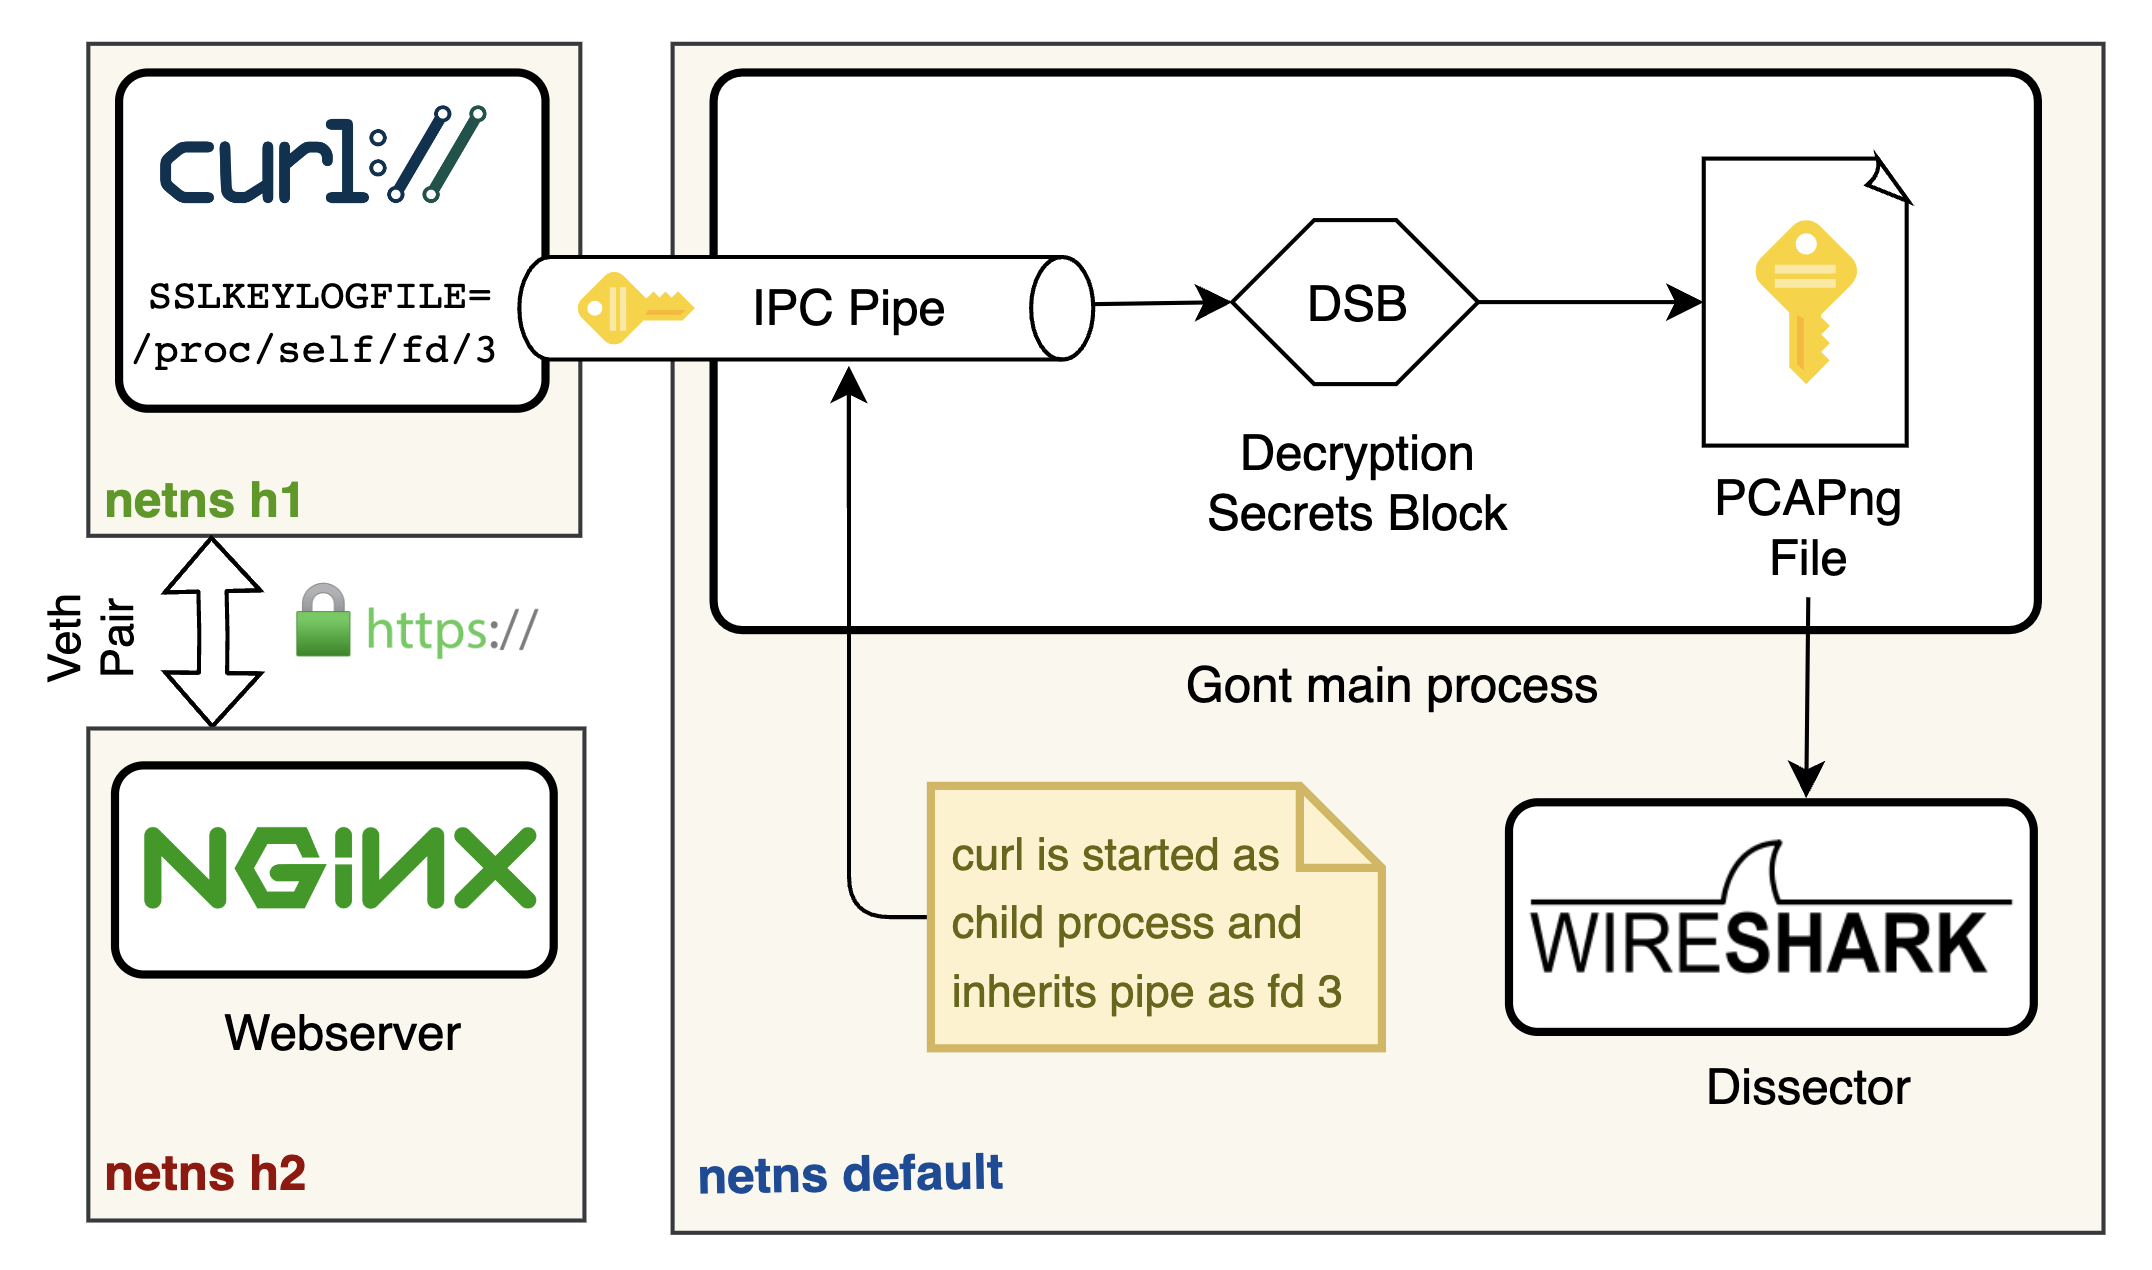 curl://
SSLKEYLOGFILE=
/proc/self/fd/3
netns h1
IPC Pipe
DSB
Decryption
Secrets Block
PCAPng
File
Gont main process
Veth
Pair
https://
NGiNX
Webserver
netns h2
curl is started as
child process and
inherits pipe as fd 3
WIRESHARK
Dissector
netns default